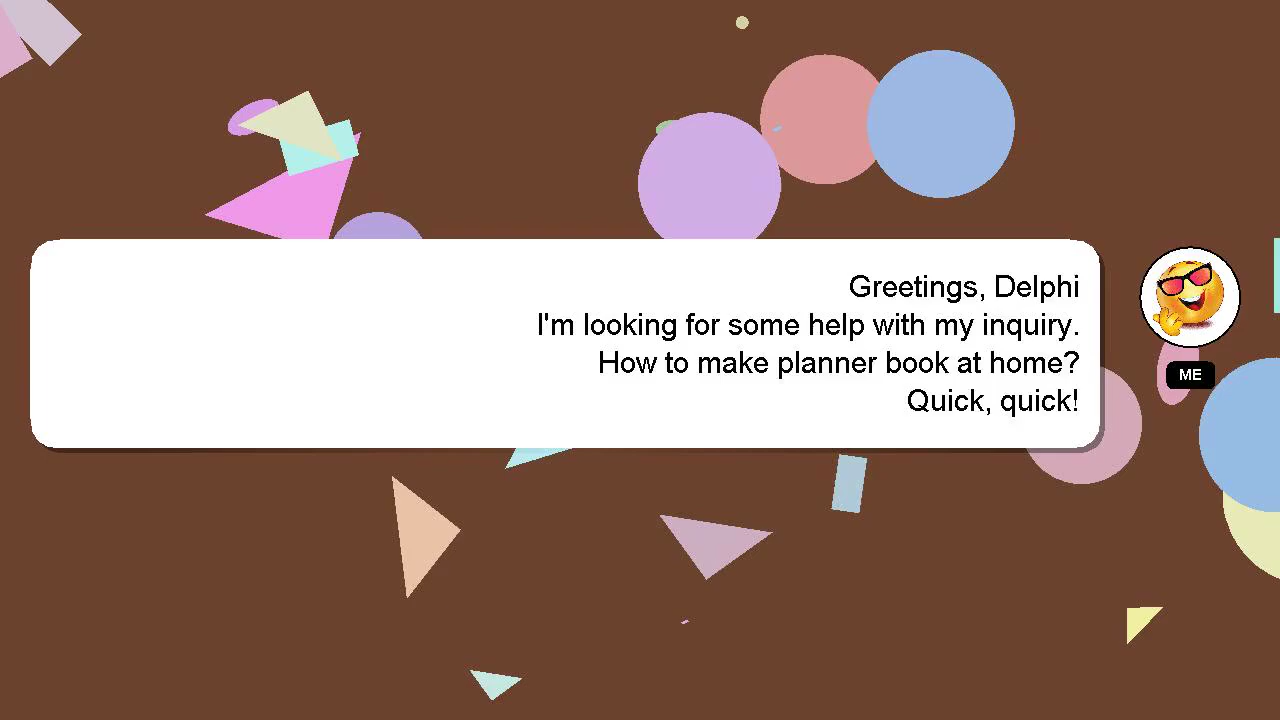 Greetings, Delphi
I'm looking for some help with my inquiry.
How to make planner book at home?
Quick, quick!
ME